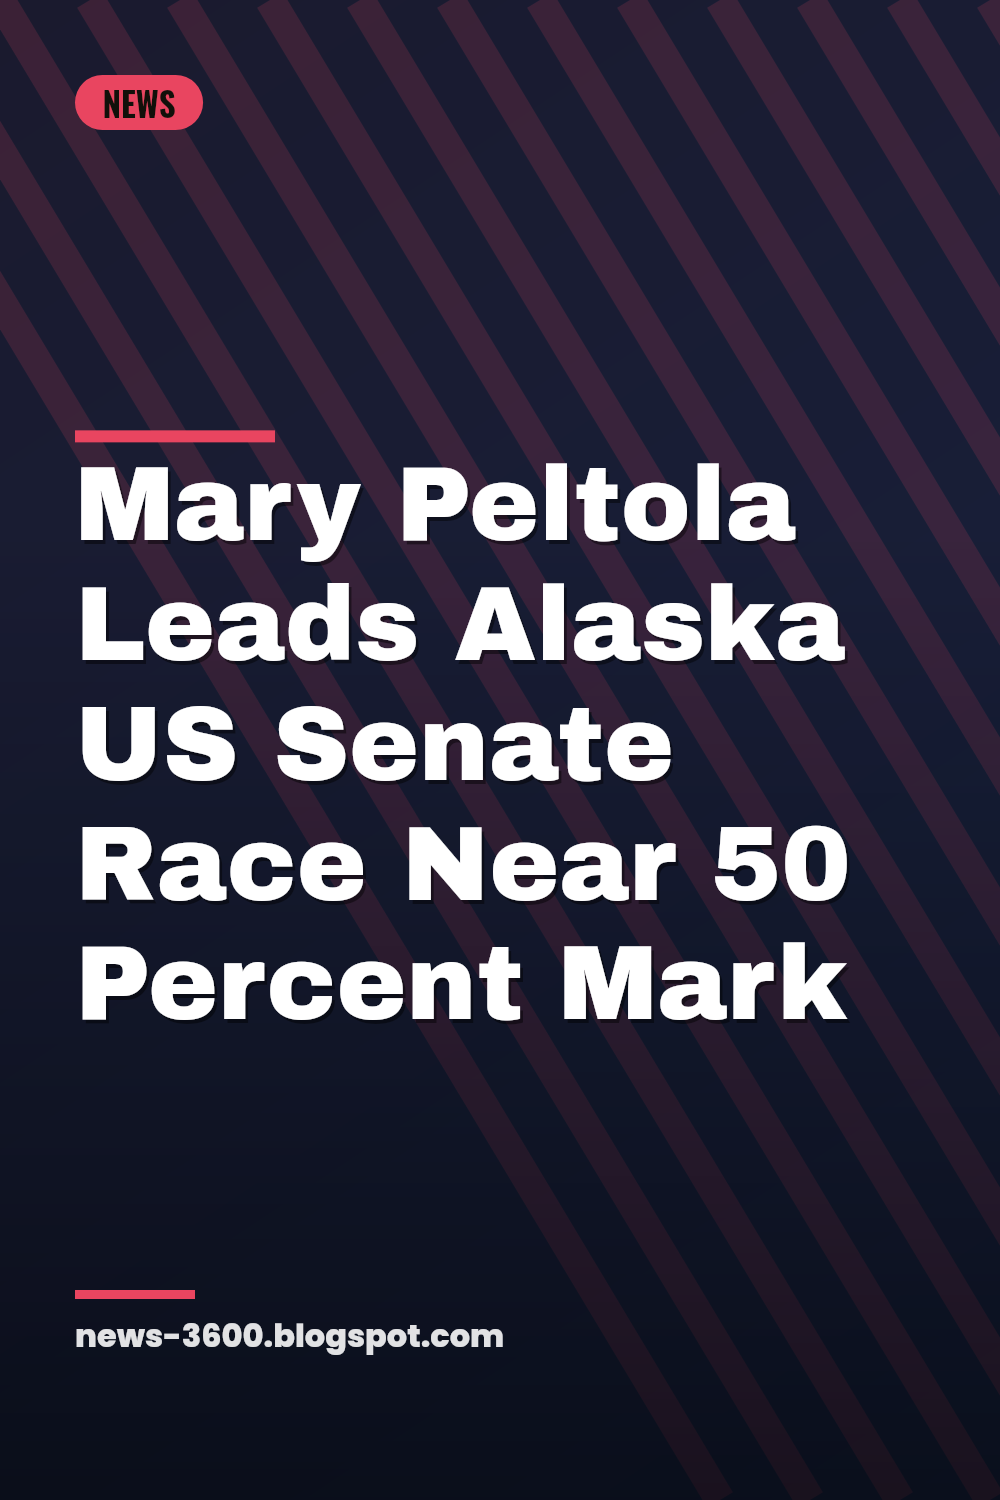 NEWS
Mary Peltola
Leads Alaska
US Senate
Race Near 50
Percent Mark
news-3600.blogspot.com